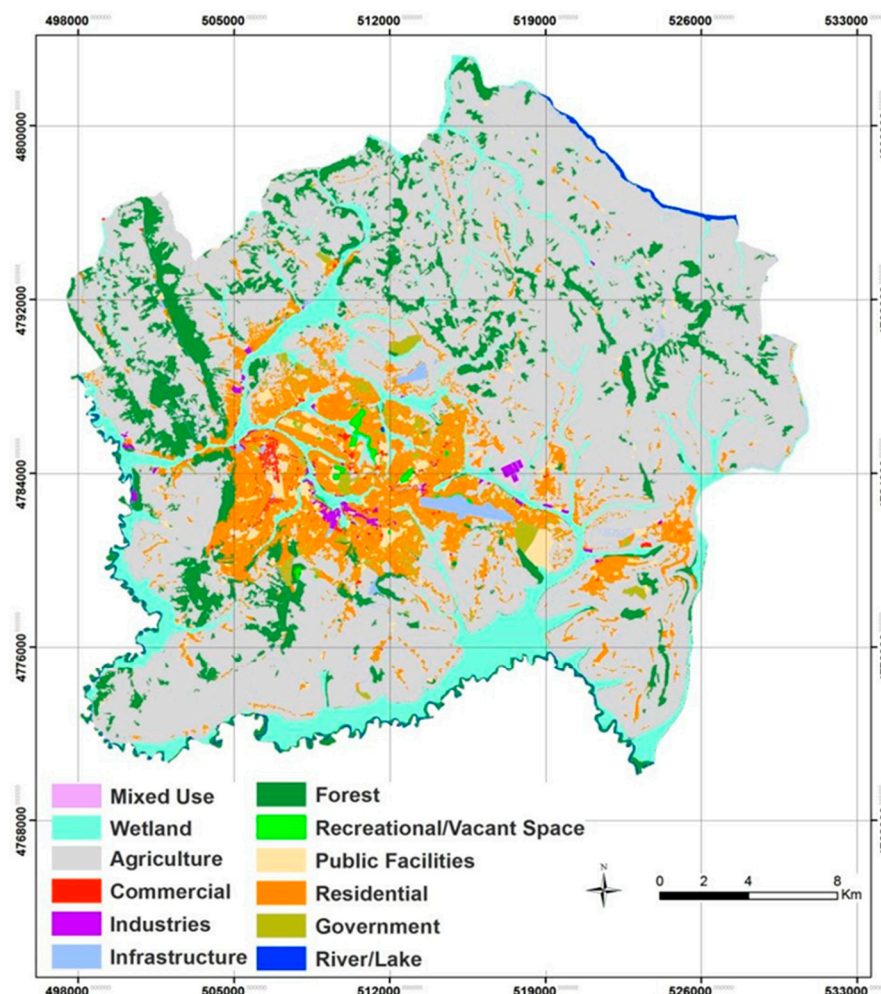 498000 505000 512000 519000 526000 533000
4800000
4792000
4784000
4776000
4768000
Mixed Use
Wetland
Agriculture
Commercial
Industries
Infrastructure
Forest
Recreational/Vacant Space
Public Facilities
Residential
Government
River/Lake
N
0 2 4 8
Km
498000 505000 512000 519000 526000 533000